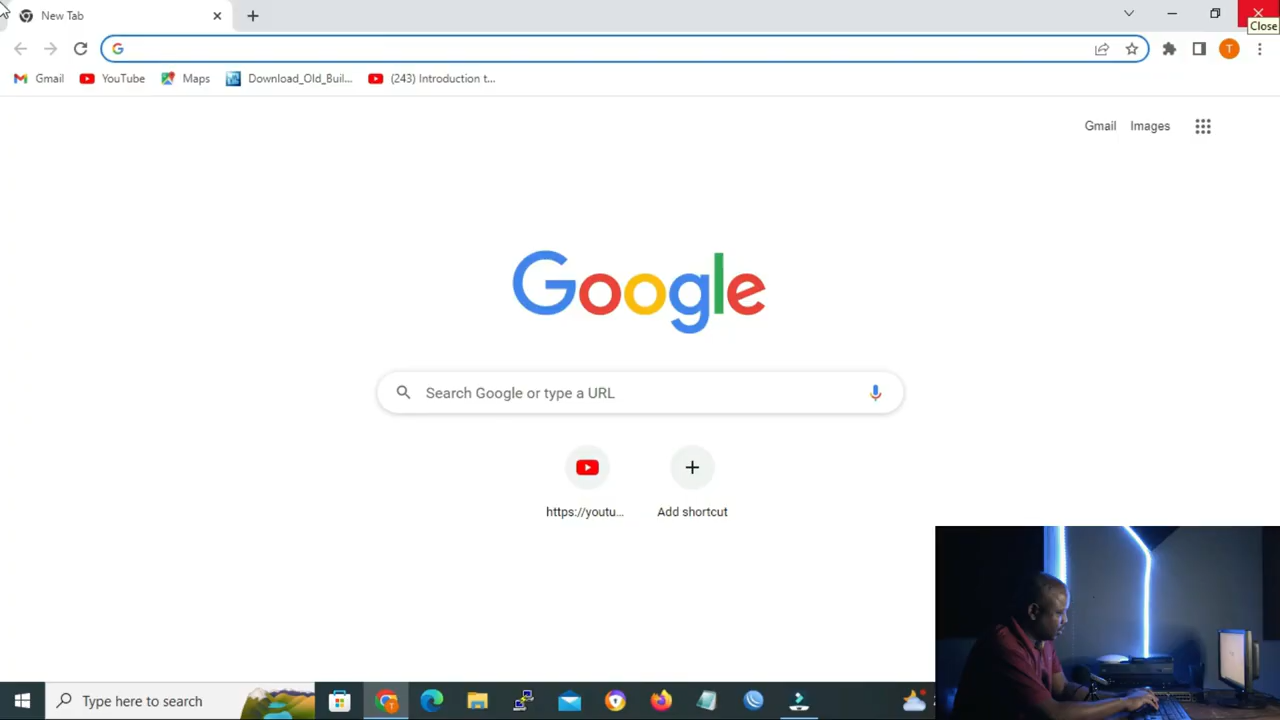 New Tab
Close
Gmail YouTube Maps Download_Old_Buil... (243) Introduction t...
T
Gmail Images
Google
Search Google or type a URL
https://youtu... Add shortcut
Type here to search